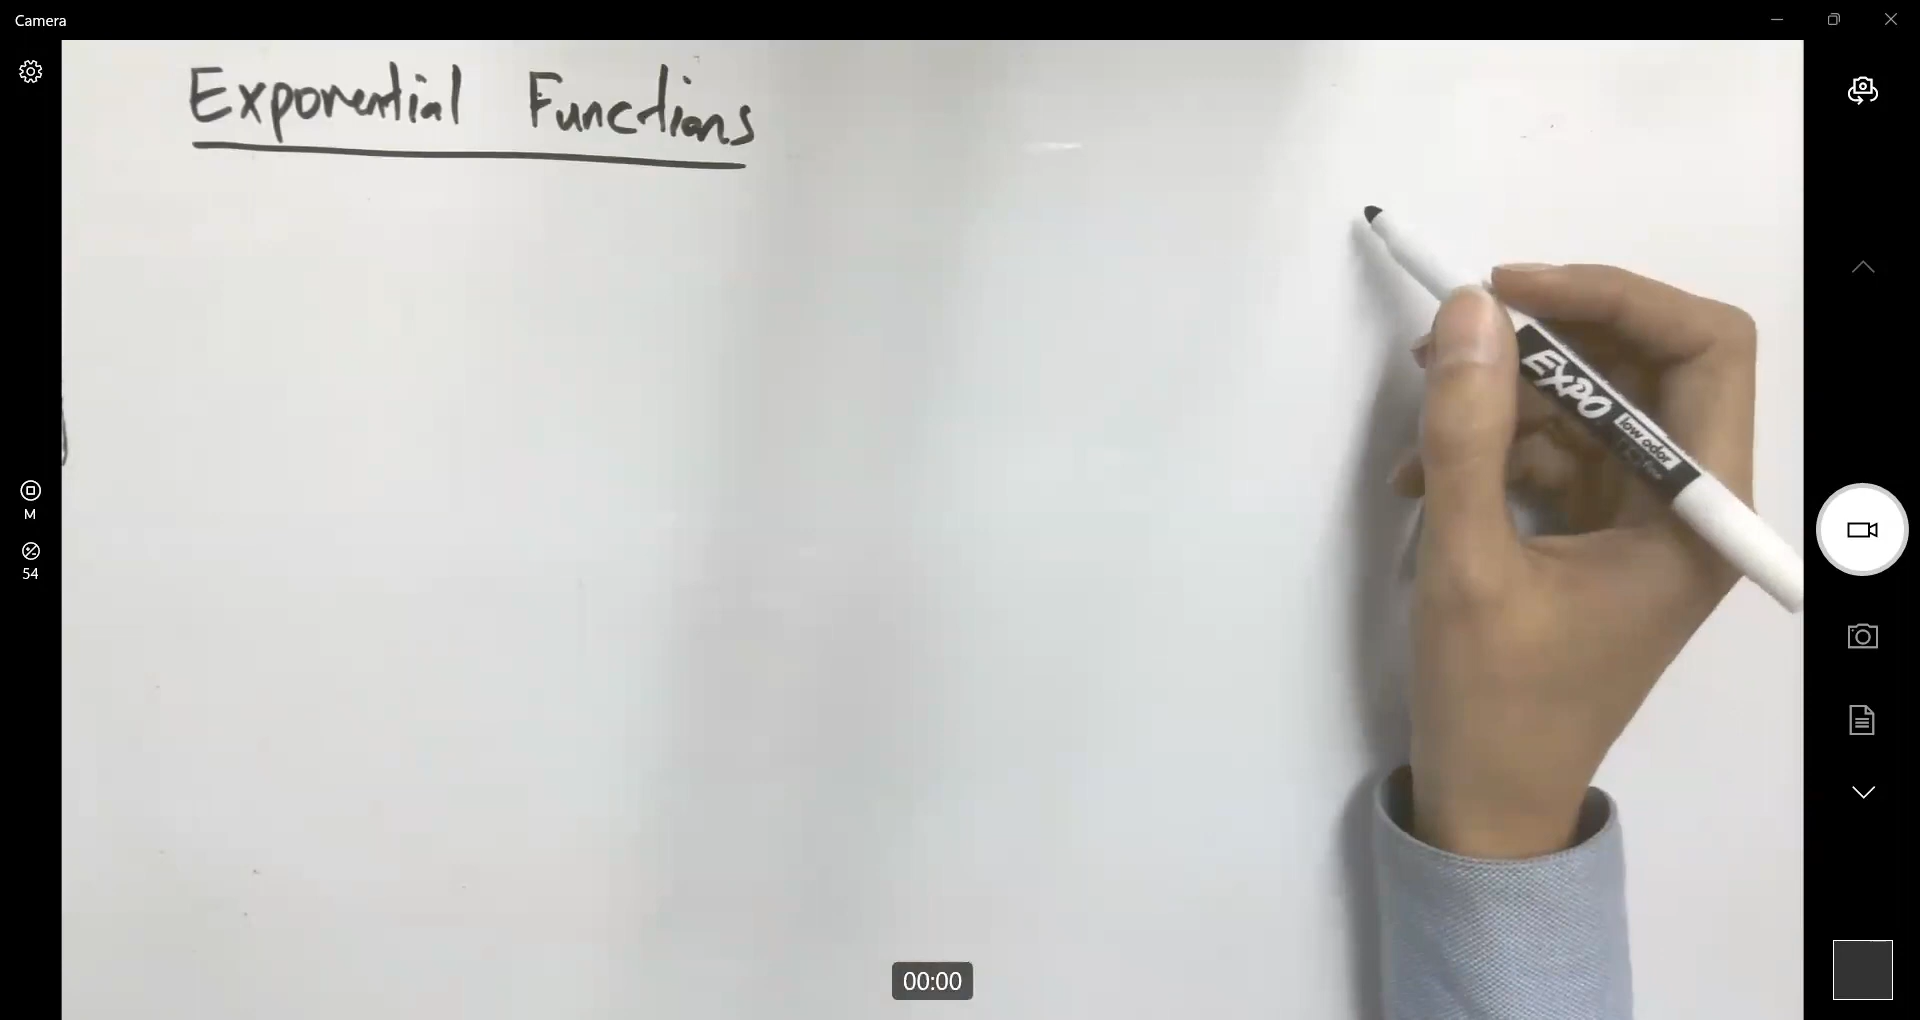 Camera
Exponential Functions
M
54
EXPO
low odor
00:00